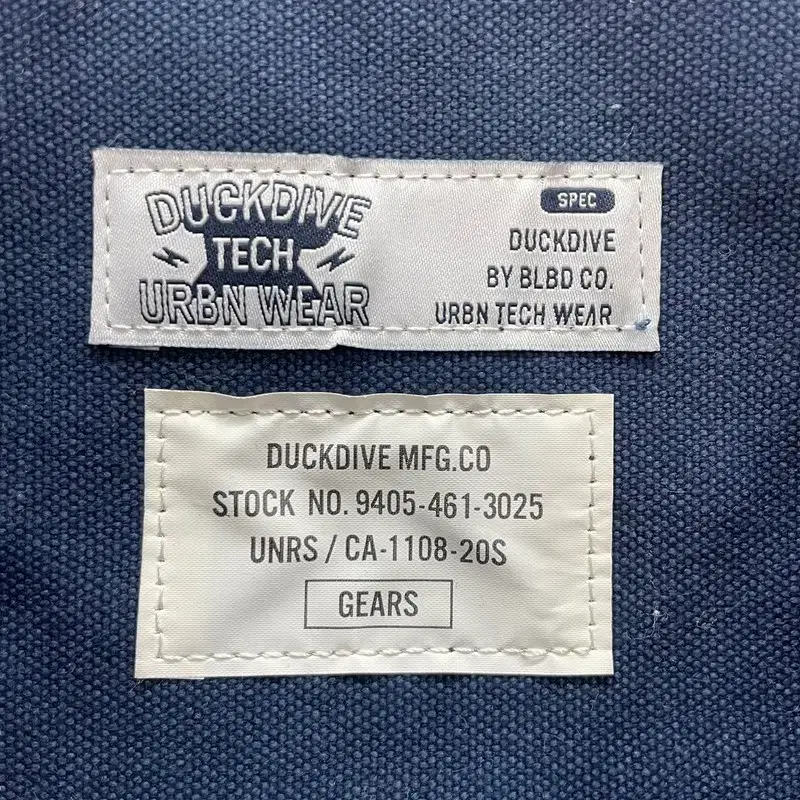 DUCKDIVE
TECH
URBN WEAR
SPEC
DUCKDIVE
BY BLBD CO.
URBN TECH WEAR
DUCKDIVE MFG.CO
STOCK NO. 9405-461-3025
UNRS / CA-1108-20S
GEARS